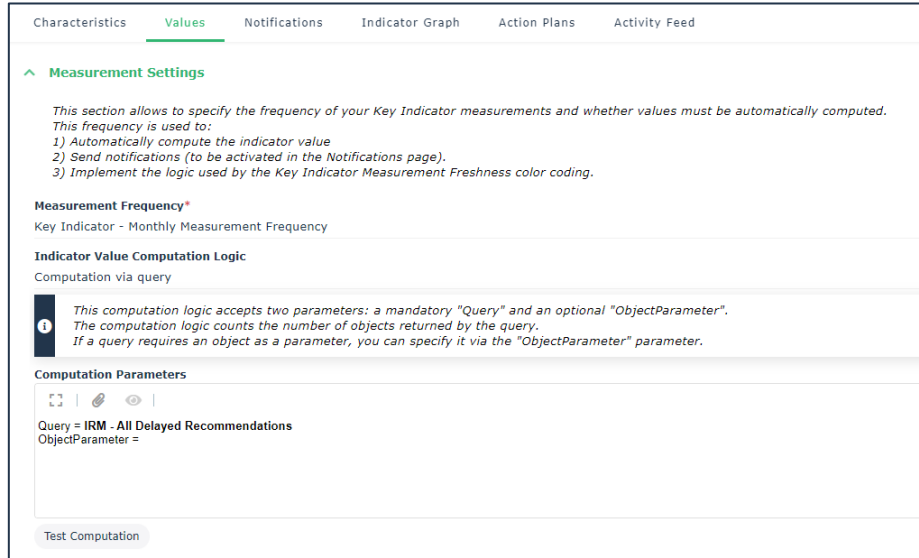 Characteristics Values Notifications Indicator Graph Action Plans Activity Feed
Measurement Settings
This section allows to specify the frequency of your Key Indicator measurements and whether values must be automatically computed.
This frequency is used to:
1) Automatically compute the indicator value
2) Send notifications (to be activated in the Notifications page).
3) Implement the logic used by the Key Indicator Measurement Freshness color coding.
Measurement Frequency*
Key Indicator - Monthly Measurement Frequency
Indicator Value Computation Logic
Computation via query
This computation logic accepts two parameters: a mandatory "Query" and an optional "ObjectParameter".
The computation logic counts the number of objects returned by the query.
If a query requires an object as a parameter, you can specify it via the "ObjectParameter" parameter.
Computation Parameters
Query = IRM - All Delayed Recommendations
ObjectParameter =
Test Computation